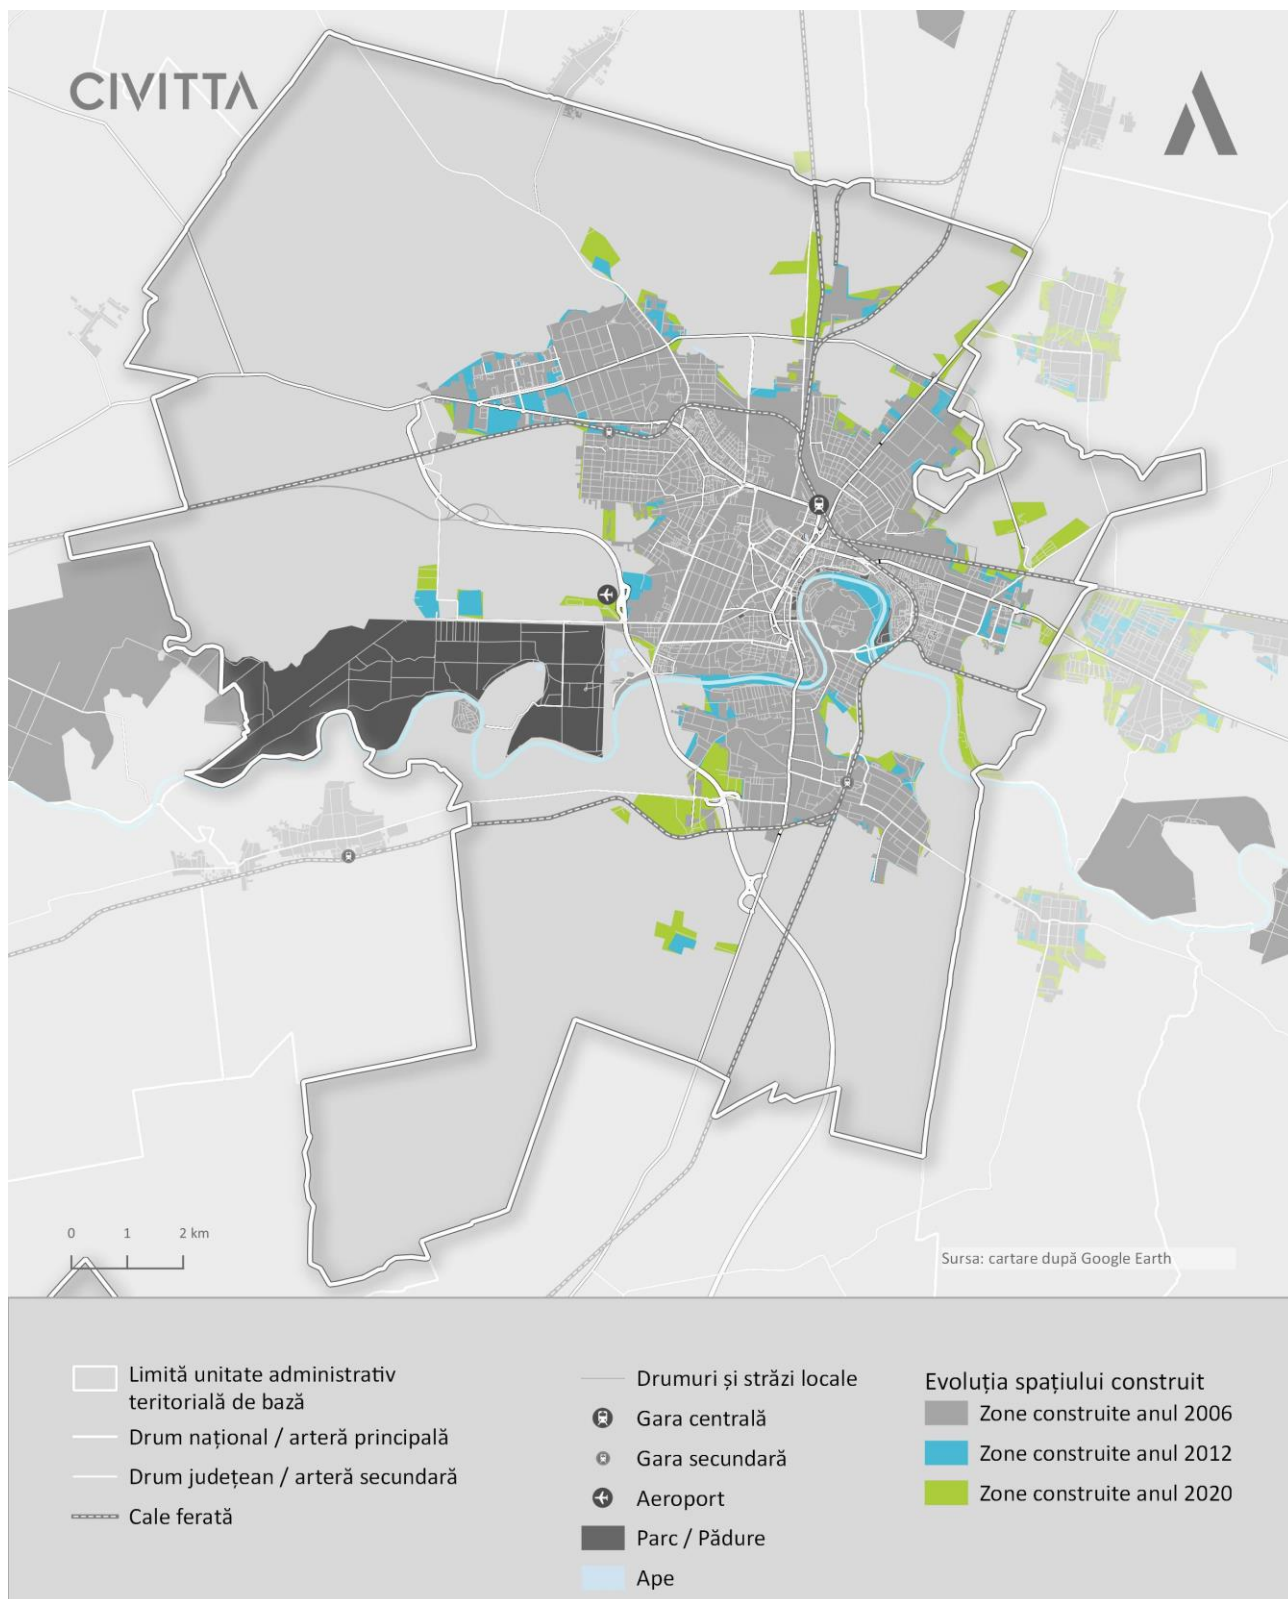 CIVITTA
0 1 2 km
Sursa: cartare după Google Earth
Limită unitate administrativ
teritorială de bază
Drum național / arteră principală
Drum județean / arteră secundară
Cale ferată
Drumuri și străzi locale
Gara centrală
Gara secundară
Aeroport
Parc / Pădure
Ape
Evoluția spațiului construit
Zone construite anul 2006
Zone construite anul 2012
Zone construite anul 2020